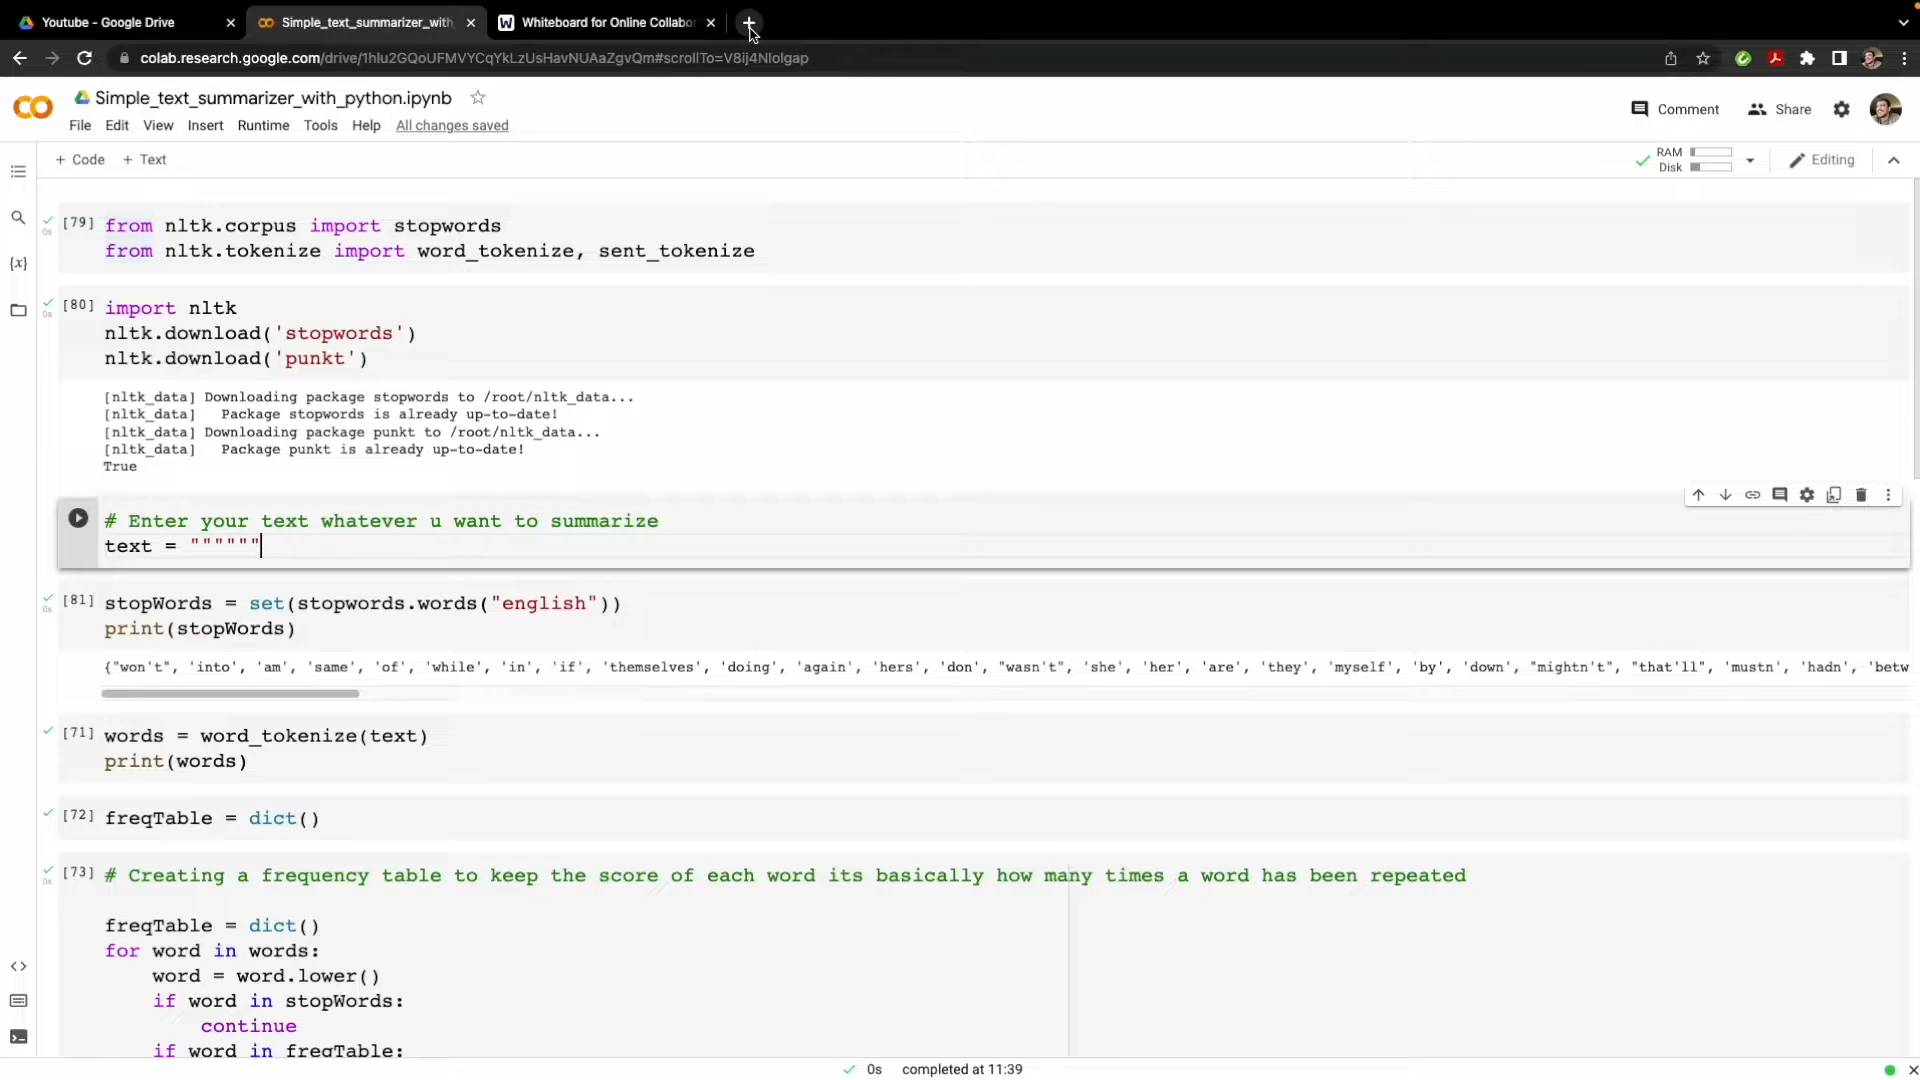 Youtube - Google Drive
Simple_text_summarizer_with
Whiteboard for Online Collabor
colab.research.google.com/drive/1hlu2GQoUFMVYCqYkLzUsHavNUAaZgvQm#scrollTo=V8ij4NIolgap
Simple_text_summarizer_with_python.ipynb
Comment
Share
File Edit View Insert Runtime Tools Help All changes saved
+ Code + Text
RAM
Disk
Editing
[79] from nltk.corpus import stopwords
from nltk.tokenize import word_tokenize, sent_tokenize
0s
[80] import nltk
nltk.download('stopwords')
nltk.download('punkt')
0s
[nltk_data] Downloading package stopwords to /root/nltk_data...
[nltk_data]   Package stopwords is already up-to-date!
[nltk_data] Downloading package punkt to /root/nltk_data...
[nltk_data]   Package punkt is already up-to-date!
True
# Enter your text whatever u want to summarize
text = """"""
[81] stopWords = set(stopwords.words("english"))
print(stopWords)
0s
{"won't", 'into', 'am', 'same', 'of', 'while', 'in', 'if', 'themselves', 'doing', 'again', 'hers', 'don', "wasn't", 'she', 'her', 'are', 'they', 'myself', 'by', 'down', "mightn't", "that'll", 'mustn', 'hadn', 'betw
[71] words = word_tokenize(text)
print(words)
[72] freqTable = dict()
[73] # Creating a frequency table to keep the score of each word its basically how many times a word has been repeated
0s
freqTable = dict()
for word in words:
    word = word.lower()
    if word in stopWords:
        continue
    if word in freqTable:
0s completed at 11:39